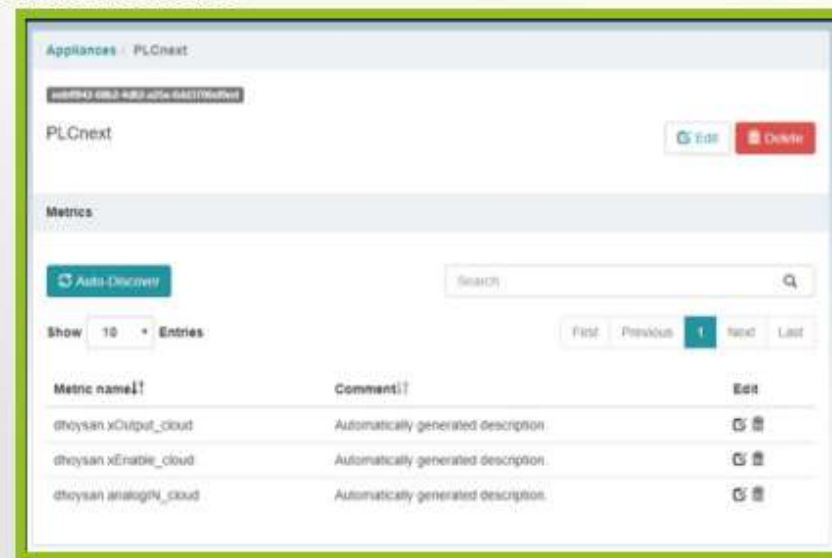 Appliances / PLCnext
PLCnext
Edit Delete
Metrics
Auto-Discover Search
Show 10 Entries First Previous 1 Next Last
Metric name Comment Edit
dhoysan.xOutput_cloud Automatically generated description.
dhoysan.xEnable_cloud Automatically generated description.
dhoysan.analogIN_cloud Automatically generated description.